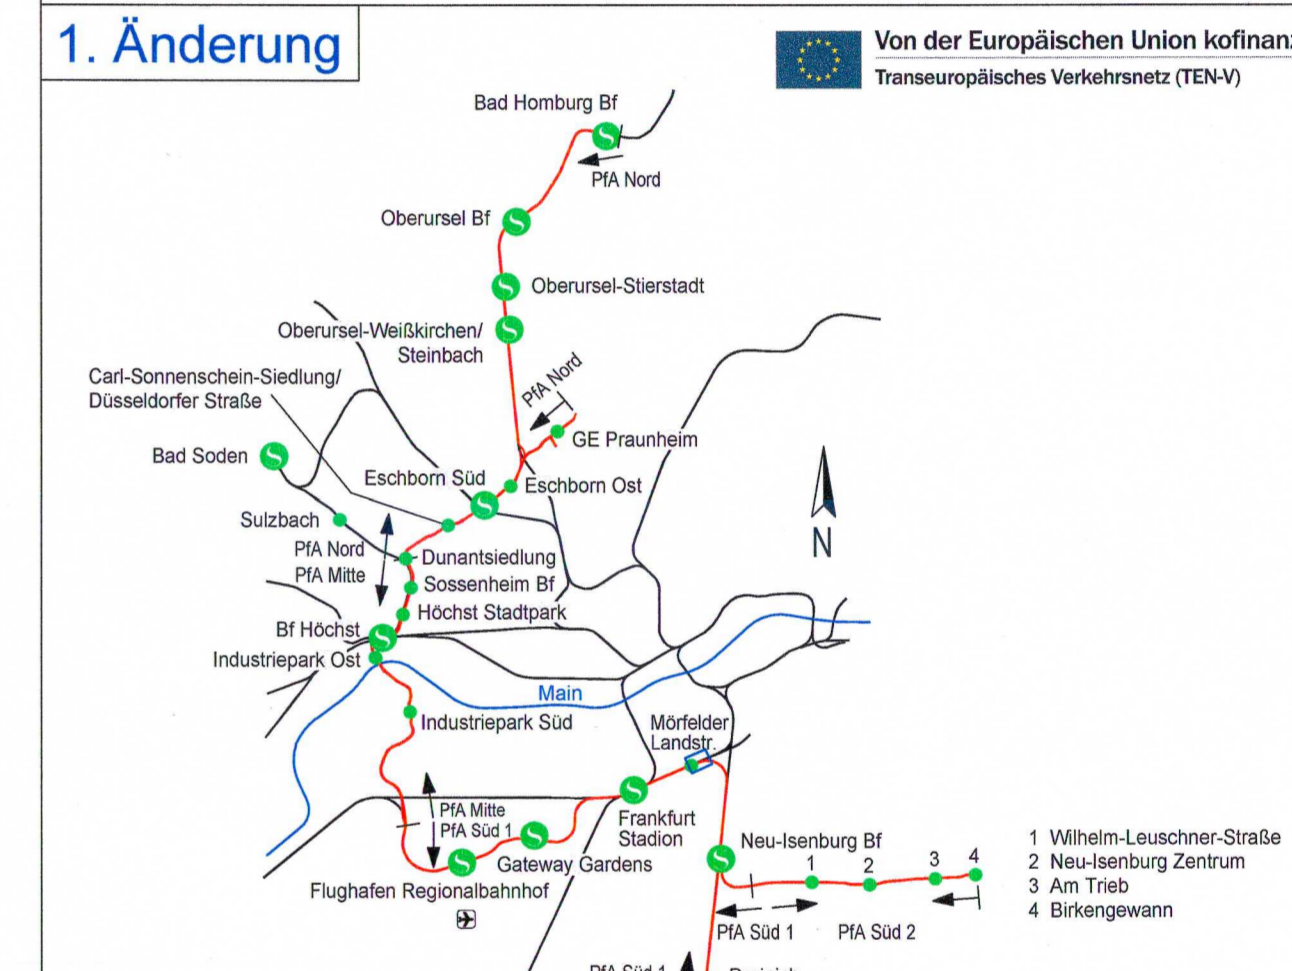 1. Änderung
Von der Europäischen Union kofinanz
Transeuropäisches Verkehrsnetz (TEN-V)
Bad Homburg Bf
PfA Nord
Oberursel Bf
Oberursel-Stierstadt
Oberursel-Weißkirchen/
Steinbach
PfA Nord
Carl-Sonnenschein-Siedlung/
Düsseldorfer Straße
GE Praunheim
Bad Soden
Eschborn Süd
Eschborn Ost
Sulzbach
PfA Nord
PfA Mitte
Dunantsiedlung
Sossenheim Bf
Höchst Stadtpark
Bf Höchst
Industriepark Ost
N
Main
Industriepark Süd
Mörfelder
Landstr.
PfA Mitte
PfA Süd 1
Frankfurt
Stadion
Gateway Gardens
Flughafen Regionalbahnhof
Neu-Isenburg Bf
1 2 3 4
PfA Süd 1
PfA Süd 2
1 Wilhelm-Leuschner-Straße
2 Neu-Isenburg Zentrum
3 Am Trieb
4 Birkengewann
PfA Süd 1